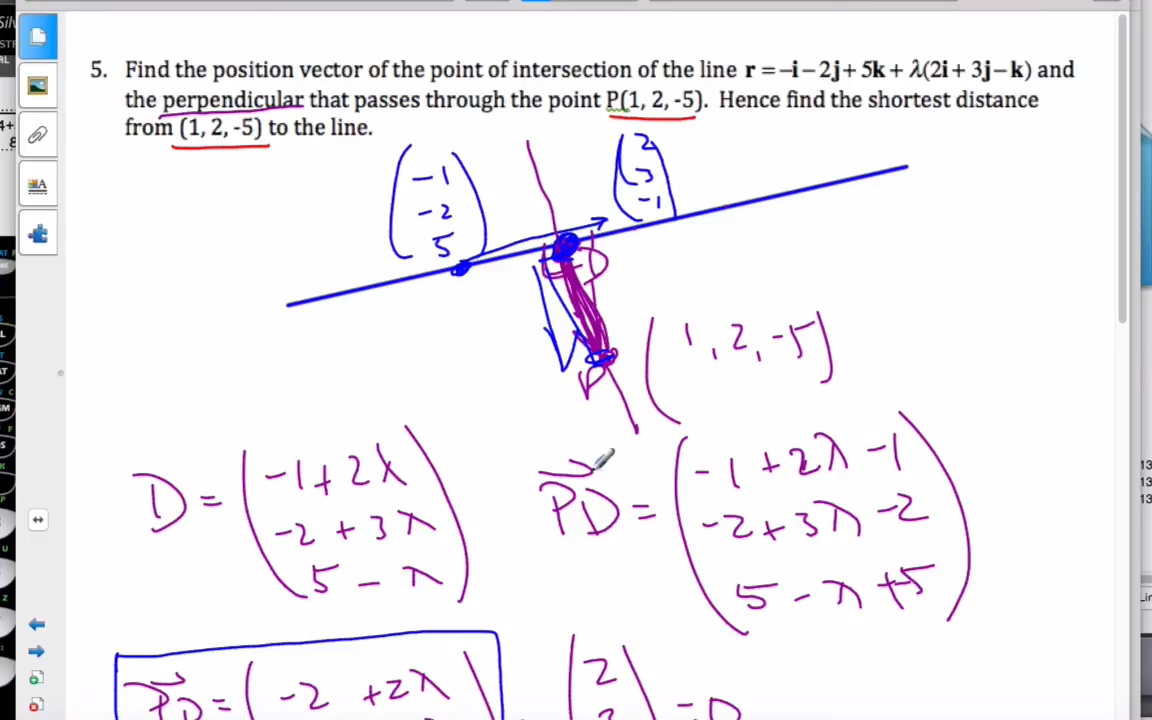 5. Find the position vector of the point of intersection of the line r = –i – 2j + 5k + λ(2i + 3j – k) and
the perpendicular that passes through the point P(1, 2, -5). Hence find the shortest distance
from (1, 2, -5) to the line.
(-1
-2
5)
(2
3
-1)
D
P
(1, 2, -5)
D = (-1 + 2λ
-2 + 3λ
5 - λ)
PD = (-1 + 2λ - 1
-2 + 3λ - 2
5 - λ + 5)
PD = (-2 + 2λ
(2
= 0